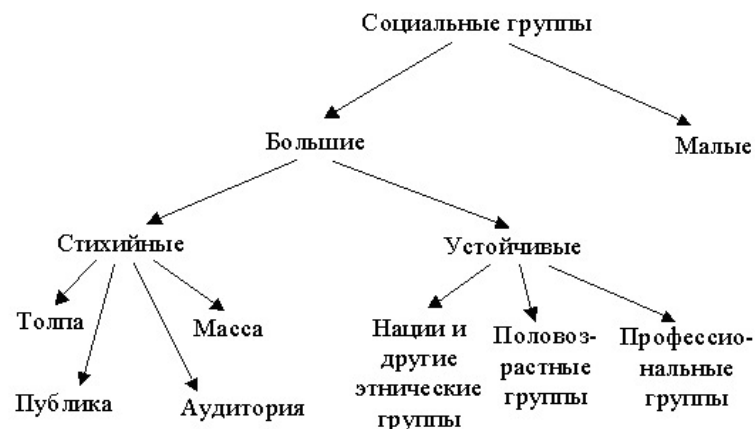 Социальные группы
Большие
Малые
Стихийные
Устойчивые
Толпа
Масса
Публика
Аудитория
Нации и
другие
этнические
группы
Половоз-
растные
группы
Профессио-
нальные
группы